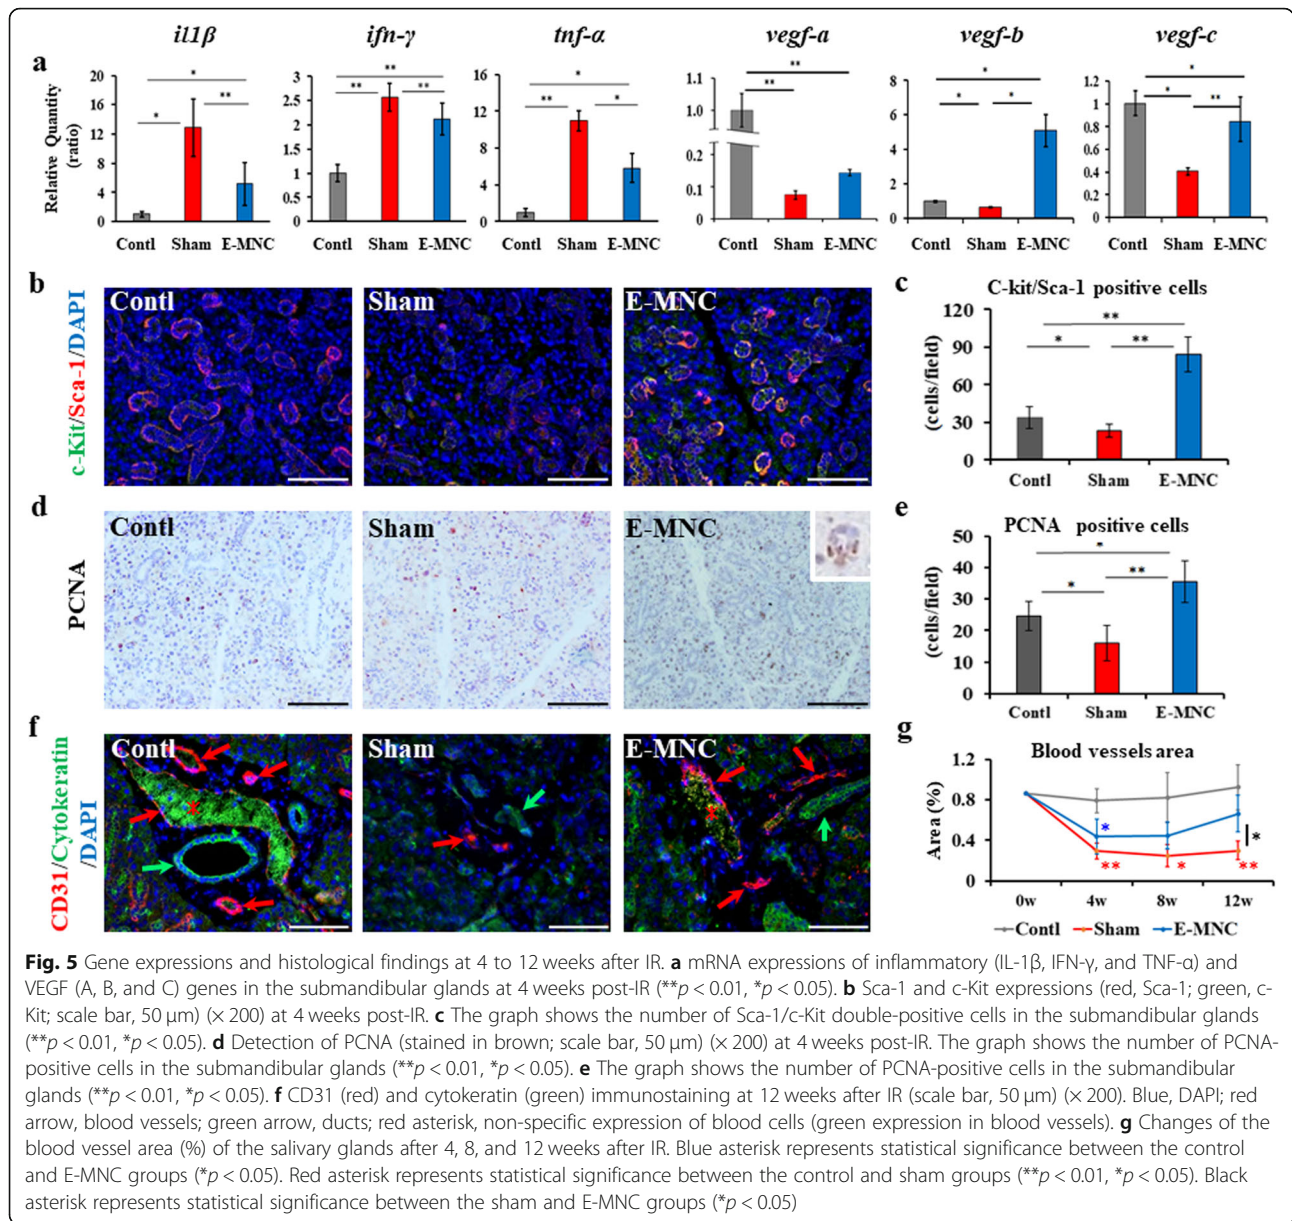 il1β ifn-γ tnf-α vegf-a vegf-b vegf-c
a
Relative Quantity
(ratio)
20
16
12
8
4
0
*
*
**
Contl Sham E-MNC
3
2.5
2
1.5
1
0.5
0
**
**
**
Contl Sham E-MNC
16
12
8
4
0
*
**
*
Contl Sham E-MNC
1.1
1.0
0.2
0.1
0
**
**
Contl Sham E-MNC
8
6
4
2
0
*
*
*
Contl Sham E-MNC
1.2
1
0.8
0.6
0.4
0.2
0
*
*
**
Contl Sham E-MNC
b
c-Kit/Sca-1/DAPI
Contl Sham E-MNC
c
C-kit/Sca-1 positive cells
(cells/field)
120
90
60
30
0
**
*
**
Contl Sham E-MNC
d
PCNA
Contl Sham E-MNC
e
PCNA positive cells
(cells/field)
50
40
30
20
10
0
*
*
**
Contl Sham E-MNC
f
CD31/Cytokeratin
/DAPI
Contl Sham E-MNC
*
*
g
Blood vessels area
Area (%)
1.2
0.8
0.4
0
*
**
*
**
*
0w 4w 8w 12w
Contl Sham E-MNC
Fig. 5 Gene expressions and histological findings at 4 to 12 weeks after IR. a mRNA expressions of inflammatory (IL-1β, IFN-γ, and TNF-α) and
VEGF (A, B, and C) genes in the submandibular glands at 4 weeks post-IR (**p < 0.01, *p < 0.05). b Sca-1 and c-Kit expressions (red, Sca-1; green, c-
Kit; scale bar, 50 μm) (× 200) at 4 weeks post-IR. c The graph shows the number of Sca-1/c-Kit double-positive cells in the submandibular glands
(**p < 0.01, *p < 0.05). d Detection of PCNA (stained in brown; scale bar, 50 μm) (× 200) at 4 weeks post-IR. The graph shows the number of PCNA-
positive cells in the submandibular glands (**p < 0.01, *p < 0.05). e The graph shows the number of PCNA-positive cells in the submandibular
glands (**p < 0.01, *p < 0.05). f CD31 (red) and cytokeratin (green) immunostaining at 12 weeks after IR (scale bar, 50 μm) (× 200). Blue, DAPI; red
arrow, blood vessels; green arrow, ducts; red asterisk, non-specific expression of blood cells (green expression in blood vessels). g Changes of the
blood vessel area (%) of the salivary glands after 4, 8, and 12 weeks after IR. Blue asterisk represents statistical significance between the control
and E-MNC groups (*p < 0.05). Red asterisk represents statistical significance between the control and sham groups (**p < 0.01, *p < 0.05). Black
asterisk represents statistical significance between the sham and E-MNC groups (*p < 0.05)